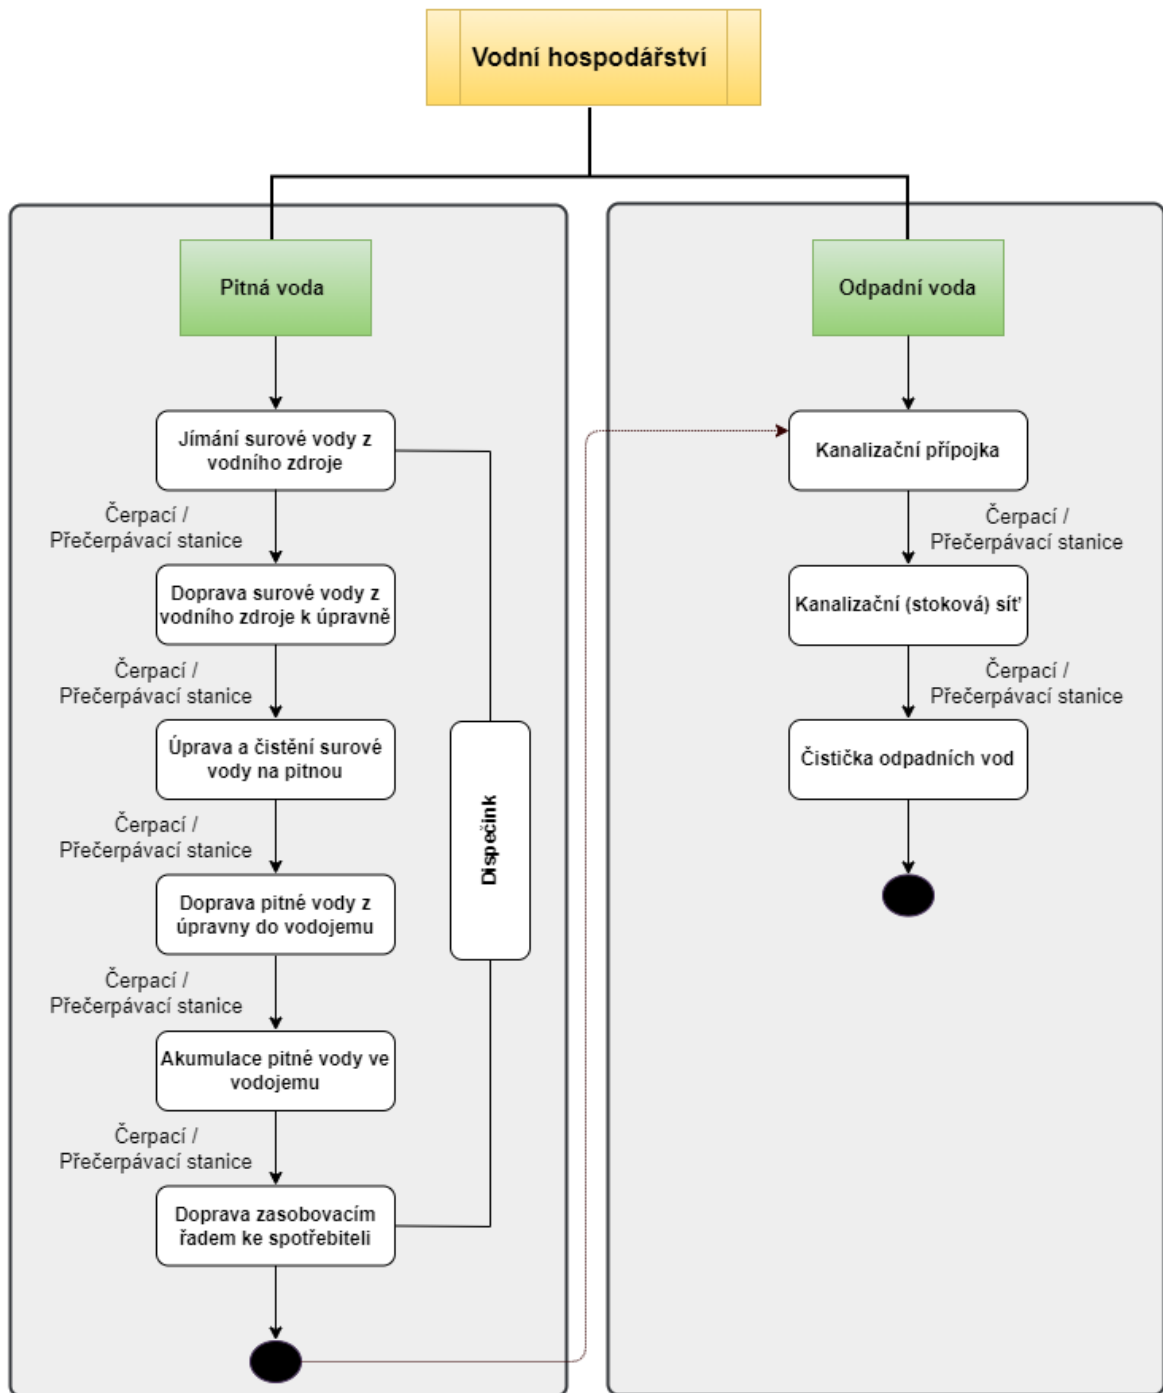 Vodní hospodářství
Pitná voda
Jímání surové vody z
vodního zdroje
Čerpací /
Přečerpávací stanice
Doprava surové vody z
vodního zdroje k úpravně
Čerpací /
Přečerpávací stanice
Úprava a čistění surové
vody na pitnou
Čerpací /
Přečerpávací stanice
Doprava pitné vody z
úpravny do vodojemu
Čerpací /
Přečerpávací stanice
Akumulace pitné vody ve
vodojemu
Čerpací /
Přečerpávací stanice
Doprava zasobovacím
řadem ke spotřebiteli
Dispečink
Odpadní voda
Kanalizační přípojka
Čerpací /
Přečerpávací stanice
Kanalizační (stoková) síť
Čerpací /
Přečerpávací stanice
Čistička odpadních vod